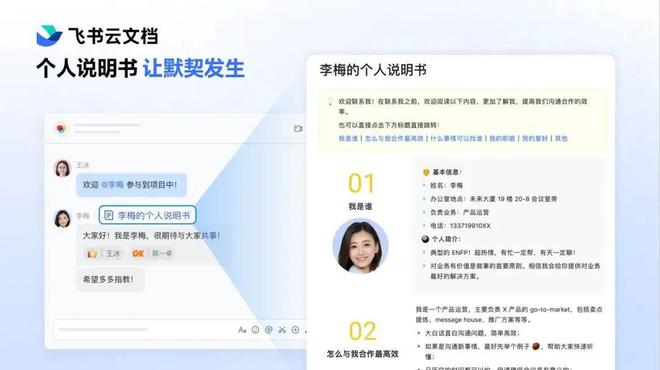 飞书云文档
个人说明书 让默契发生
王冰
欢迎 @李梅 参与到项目中！
李梅
李梅的个人说明书
大家好！我是李梅，很期待与大家共事！
王冰 OK 陈一卓
希望多多指教！
Aa
李梅的个人说明书
欢迎联系我！在联系我之前，欢迎阅读以下内容，更加了解我，提高我们沟通合作的效
率。
也可以直接点击下方标题直接跳转：
我是谁 | 怎么与我合作最高效 | 什么事情可以找谁 | 我的职脂 | 我的爱好 | 其他
01
我是谁
基本信息：
姓名：李梅
办公室地点：未来大厦 19 楼 20-8 会议室旁
负责业务：产品运营
电话：133719910XX
个人简介：
典型的 ENFP！超热情，有忙一定帮，有天一定聊！
对业务有价值是做事的首要原则，相信我会给你提供对业务
最好的解决方案。
02
怎么与我合作最高效
我是一个产品运营，主要负责 X 产品的 go-to-market，包括卖点
提炼、message house、推广方案等等。
大白话直白沟通问题，简单高效；
如果是沟通新事情，最好先举个例子 ，帮助大家快速听
懂；